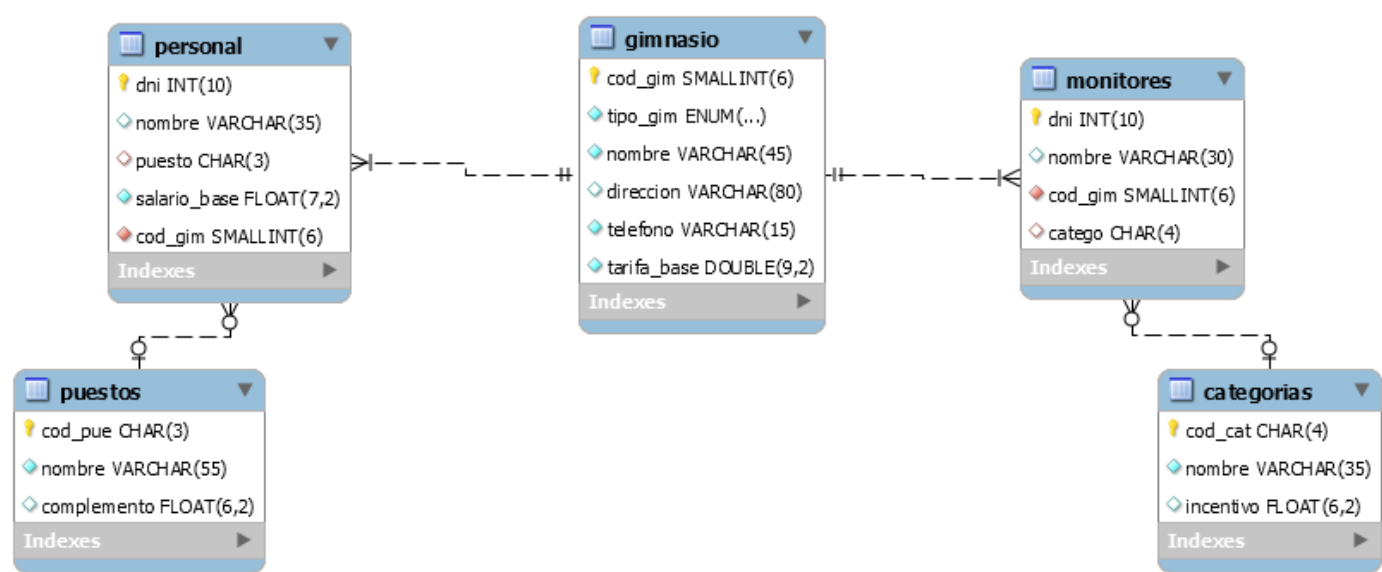 personal
dni INT(10)
nombre VARCHAR(35)
puesto CHAR(3)
salario_base FLOAT(7,2)
cod_gim SMALLINT(6)
Indexes
gimnasio
cod_gim SMALLINT(6)
tipo_gim ENUM(...)
nombre VARCHAR(45)
direccion VARCHAR(80)
telefono VARCHAR(15)
tarifa_base DOUBLE(9,2)
Indexes
monitores
dni INT(10)
nombre VARCHAR(30)
cod_gim SMALLINT(6)
catego CHAR(4)
Indexes
puestos
cod_pue CHAR(3)
nombre VARCHAR(55)
complemento FLOAT(6,2)
Indexes
categorias
cod_cat CHAR(4)
nombre VARCHAR(35)
incentivo FLOAT(6,2)
Indexes